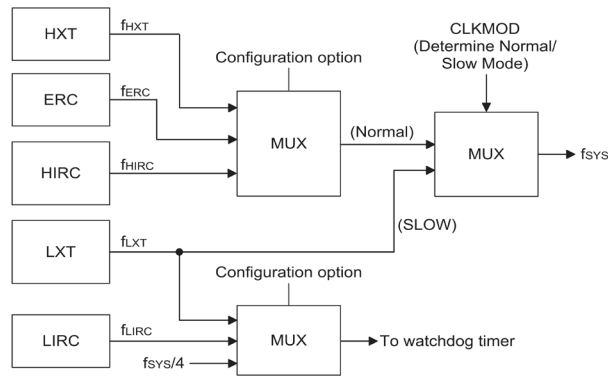 HXT
fHXT
Configuration option
CLKMOD
(Determine Normal/
Slow Mode)
ERC
fERC
MUX
(Normal)
MUX
fSYS
HIRC
fHIRC
LXT
fLXT
(SLOW)
Configuration option
LIRC
fLIRC
MUX
To watchdog timer
fSYS/4